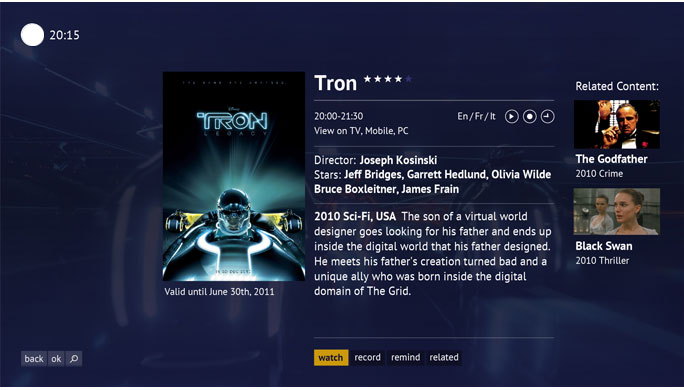 20:15
Tron
20:00-21:30
En / Fr / It
View on TV, Mobile, PC
Director: Joseph Kosinski
Stars: Jeff Bridges, Garrett Hedlund, Olivia Wilde
Bruce Boxleitner, James Frain
2010 Sci-Fi, USA The son of a virtual world
designer goes looking for his father and ends up
inside the digital world that his father designed.
He meets his father's creation turned bad and a
unique ally who was born inside the digital
domain of The Grid.
Disney
TRON
LEGACY
Valid until June 30th, 2011
Related Content:
The Godfather
2010 Crime
Black Swan
2010 Thriller
back ok
watch record remind related